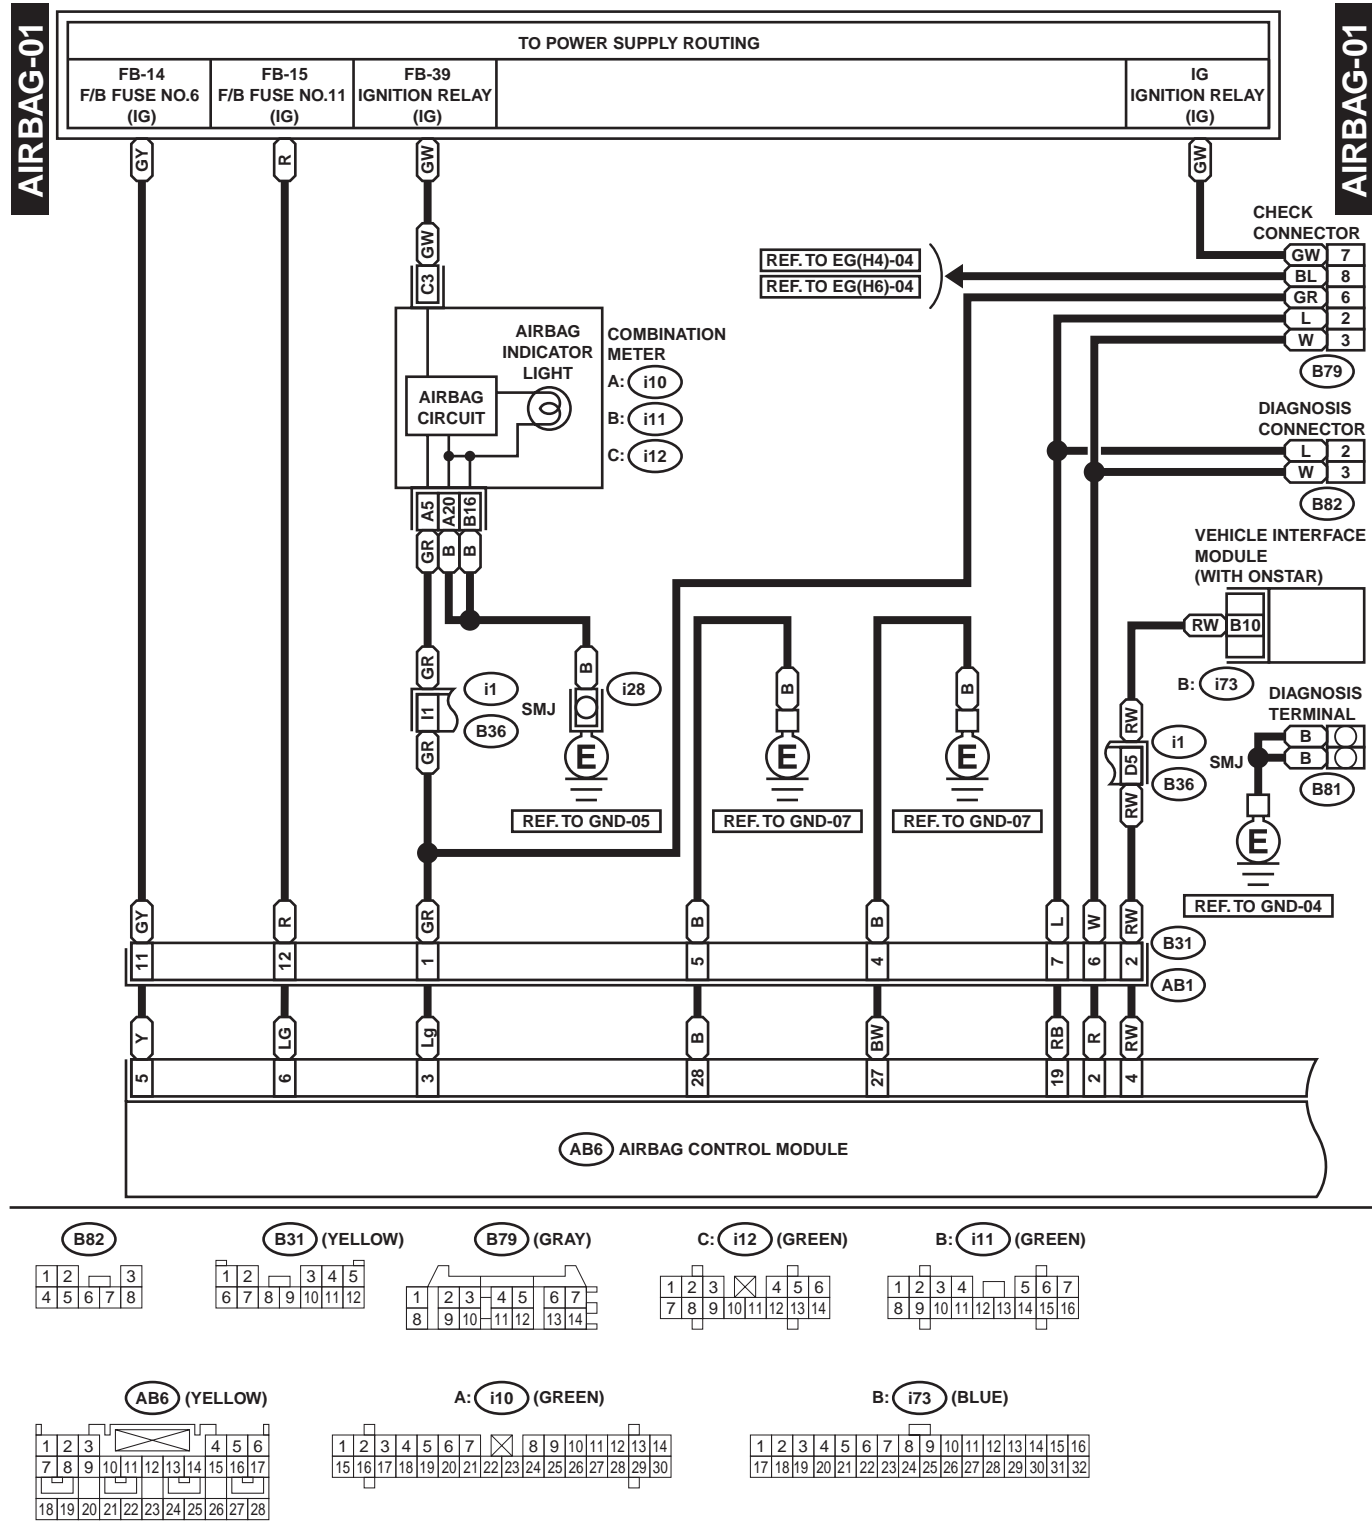 AIRBAG-01
AIRBAG-01
TO POWER SUPPLY ROUTING
FB-14
F/B FUSE NO.6
(IG)
FB-15
F/B FUSE NO.11
(IG)
FB-39
IGNITION RELAY
(IG)
IG
IGNITION RELAY
(IG)
GY
R
GW
GW
GW
C3
CHECK
CONNECTOR
GW 7
BL 8
GR 6
L 2
W 3
B79
REF. TO EG(H4)-04
REF. TO EG(H6)-04
AIRBAG
INDICATOR
LIGHT
AIRBAG
CIRCUIT
COMBINATION
METER
A: i10
B: i11
C: i12
DIAGNOSIS
CONNECTOR
L 2
W 3
B82
A5 A20 B16
GR B B
VEHICLE INTERFACE
MODULE
(WITH ONSTAR)
RW B10
B: i73
GR
I1
GR
i1
B36
SMJ
B
i28
E
REF. TO GND-05
B
E
REF. TO GND-07
B
E
REF. TO GND-07
RW
D5
RW
i1
B36
SMJ
DIAGNOSIS
TERMINAL
B
B
B81
E
REF. TO GND-04
GY R GR B B L W RW
11 12 1 5 4 7 6 2
B31
AB1
Y LG Lg B BW RB R RW
5 6 3 28 27 19 2 4
AB6 AIRBAG CONTROL MODULE
B82
1 2 3
4 5 6 7 8
B31 (YELLOW)
1 2 3 4 5
6 7 8 9 10 11 12
B79 (GRAY)
1 2 3 4 5 6 7
8 9 10 11 12 13 14
C: i12 (GREEN)
1 2 3 4 5 6
7 8 9 10 11 12 13 14
B: i11 (GREEN)
1 2 3 4 5 6 7
8 9 10 11 12 13 14 15 16
AB6 (YELLOW)
1 2 3 4 5 6
7 8 9 10 11 12 13 14 15 16 17
18 19 20 21 22 23 24 25 26 27 28
A: i10 (GREEN)
1 2 3 4 5 6 7 8 9 10 11 12 13 14
15 16 17 18 19 20 21 22 23 24 25 26 27 28 29 30
B: i73 (BLUE)
1 2 3 4 5 6 7 8 9 10 11 12 13 14 15 16
17 18 19 20 21 22 23 24 25 26 27 28 29 30 31 32